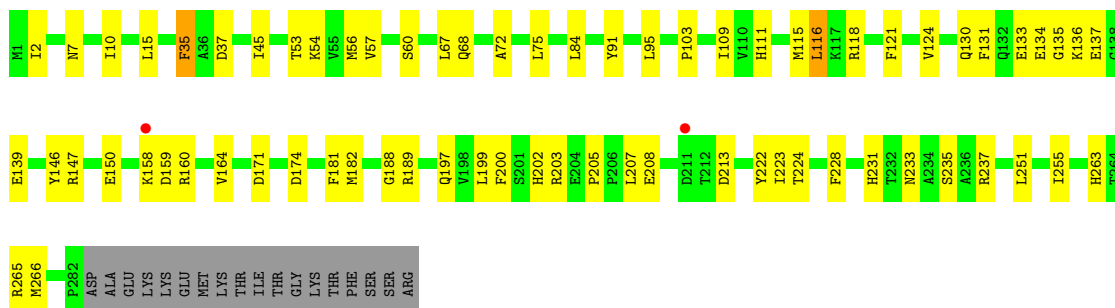 M1 I2 N7 I10 L15 F35 A36 D37 I45 T53 K54 V55 M56 V57 S60 L67 Q68 A72 L75 L84 Y91 L95 P103 I109 V110 H111 M115 L116 K117 R118 F121 V124 Q130 F131 Q132 E133 E134 G135 K136 E137 G138
E139 Y146 R147 E150 K158 D159 R160 V164 D171 D174 F181 M182 G188 R189 Q197 V198 L199 F200 S201 H202 R203 E204 P205 P206 L207 E208 D211 T212 D213 Y222 I223 T224 F228 H231 T232 N233 A234 S235 A236 R237 L251 I255 H263 T264
R265 M266 P282 ASP ALA GLU LYS LYS GLU MET LYS THR ILE THR GLY LYS THR PHE SER SER ARG